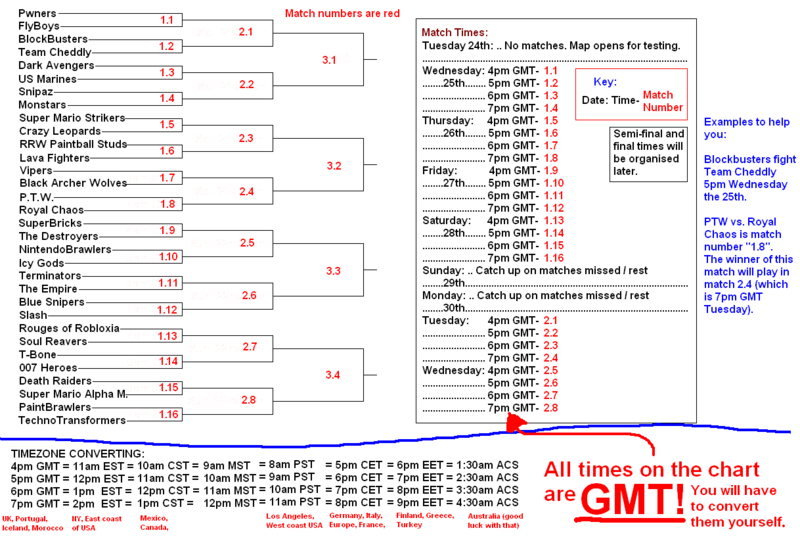 Match numbers are red
Pwners
FlyBoys
BlockBusters
Team Cheddly
Dark Avengers
US Marines
Snipaz
Monstars
Super Mario Strikers
Crazy Leopards
RRW Paintball Studs
Lava Fighters
Vipers
Black Archer Wolves
P.T.W.
Royal Chaos
SuperBricks
The Destroyers
NintendoBrawlers
Icy Gods
Terminators
The Empire
Blue Snipers
Slash
Rouges of Robloxia
Soul Reavers
T-Bone
007 Heroes
Death Raiders
Super Mario Alpha M.
PaintBrawlers
TechnoTransformers
1.1
1.2
1.3
1.4
1.5
1.6
1.7
1.8
1.9
1.10
1.11
1.12
1.13
1.14
1.15
1.16
2.1
2.2
2.3
2.4
2.5
2.6
2.7
2.8
3.1
3.2
3.3
3.4
Match Times:
Tuesday 24th: .. No matches. Map opens for testing.
Wednesday: 4pm GMT- 1.1
........25th....... 5pm GMT- 1.2
6pm GMT- 1.3
7pm GMT- 1.4
Thursday: 4pm GMT- 1.5
........26th....... 5pm GMT- 1.6
6pm GMT- 1.7
7pm GMT- 1.8
Friday: 4pm GMT- 1.9
........27th....... 5pm GMT- 1.10
6pm GMT- 1.11
7pm GMT- 1.12
Saturday: 4pm GMT- 1.13
........28th....... 5pm GMT- 1.14
6pm GMT- 1.15
7pm GMT- 1.16
Sunday: .. Catch up on matches missed / rest
........29th
Monday: .. Catch up on matches missed / rest
........30th
Tuesday: 4pm GMT- 2.1
5pm GMT- 2.2
6pm GMT- 2.3
7pm GMT- 2.4
Wednesday: 4pm GMT- 2.5
5pm GMT- 2.6
6pm GMT- 2.7
7pm GMT- 2.8
Key:
Date: Time- Match
Number
Semi-final and
final times will
be organised
later.
Examples to help
you:
Blockbusters fight
Team Cheddly
5pm Wednesday
the 25th.
PTW vs. Royal
Chaos is match
number "1.8".
The winner of this
match will play in
match 2.4 (which
is 7pm GMT
Tuesday).
TIMEZONE CONVERTING:
4pm GMT = 11am EST = 10am CST = 9am MST = 8am PST = 5pm CET = 6pm EET = 1:30am ACS
5pm GMT = 12pm EST = 11am CST = 10am MST = 9am PST = 6pm CET = 7pm EET = 2:30am ACS
6pm GMT = 1pm EST = 12pm CST = 11am MST = 10am PST = 7pm CET = 8pm EET = 3:30am ACS
7pm GMT = 2pm EST = 1pm CST = 12pm MST = 11am PST = 8pm CET = 9pm EET = 4:30am ACS
UK, Portugal,
Iceland, Morocco
NY, East coast
of USA
Mexico,
Canada,
Los Angeles,
West coast USA
Germany, Italy,
Europe, France,
Finland, Greece,
Turkey
Australia (good
luck with that)
All times on the chart
are GMT! You will have
to convert
them yourself.